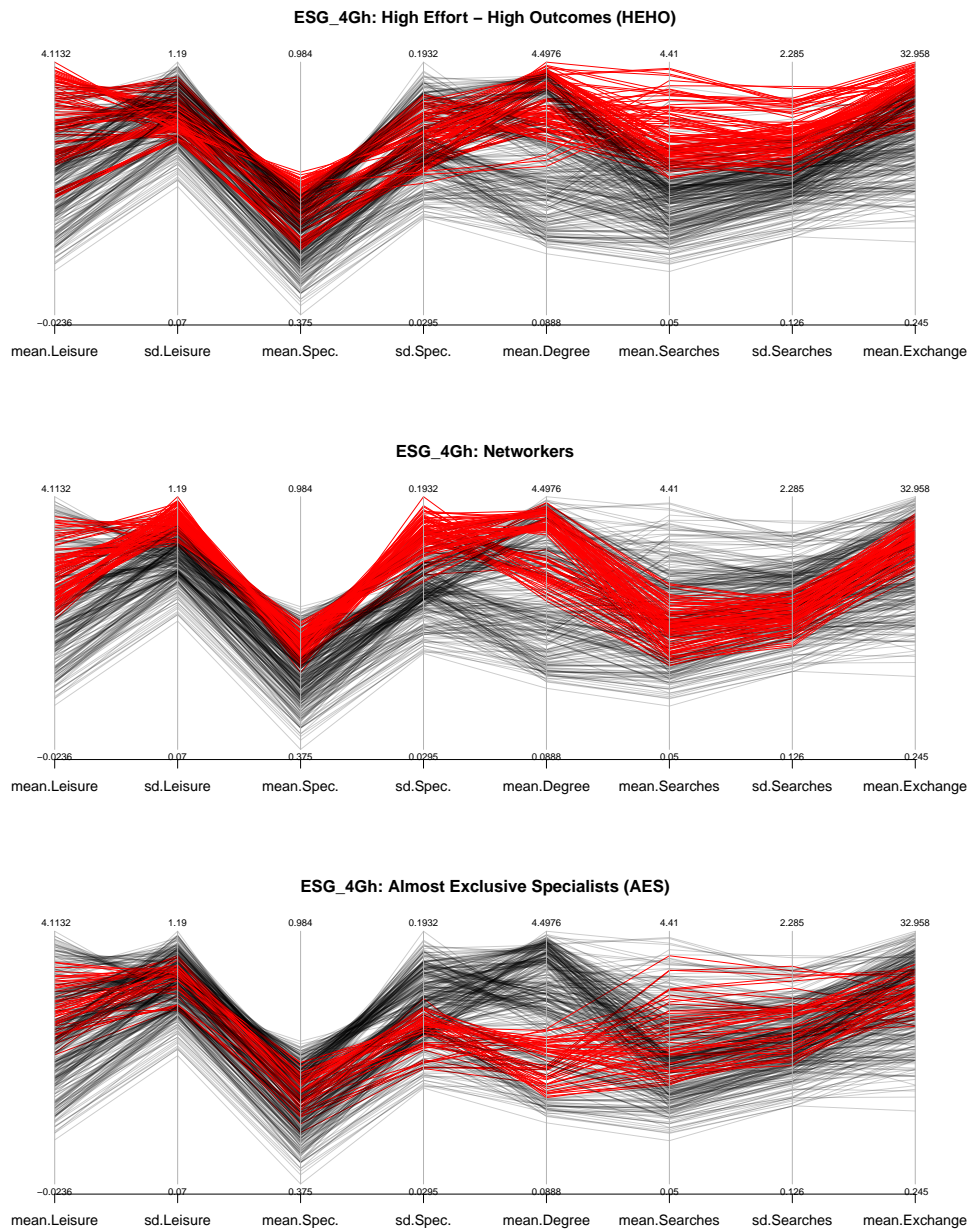 ESG_4Gh: High Effort – High Outcomes (HEHO)
4.1132 1.19 0.984 0.1932 4.4976 4.41 2.285 32.958
−0.0236 0.07 0.375 0.0295 0.0888 0.05 0.126 0.245
mean.Leisure sd.Leisure mean.Spec. sd.Spec. mean.Degree mean.Searches sd.Searches mean.Exchange
ESG_4Gh: Networkers
4.1132 1.19 0.984 0.1932 4.4976 4.41 2.285 32.958
−0.0236 0.07 0.375 0.0295 0.0888 0.05 0.126 0.245
mean.Leisure sd.Leisure mean.Spec. sd.Spec. mean.Degree mean.Searches sd.Searches mean.Exchange
ESG_4Gh: Almost Exclusive Specialists (AES)
4.1132 1.19 0.984 0.1932 4.4976 4.41 2.285 32.958
−0.0236 0.07 0.375 0.0295 0.0888 0.05 0.126 0.245
mean.Leisure sd.Leisure mean.Spec. sd.Spec. mean.Degree mean.Searches sd.Searches mean.Exchange